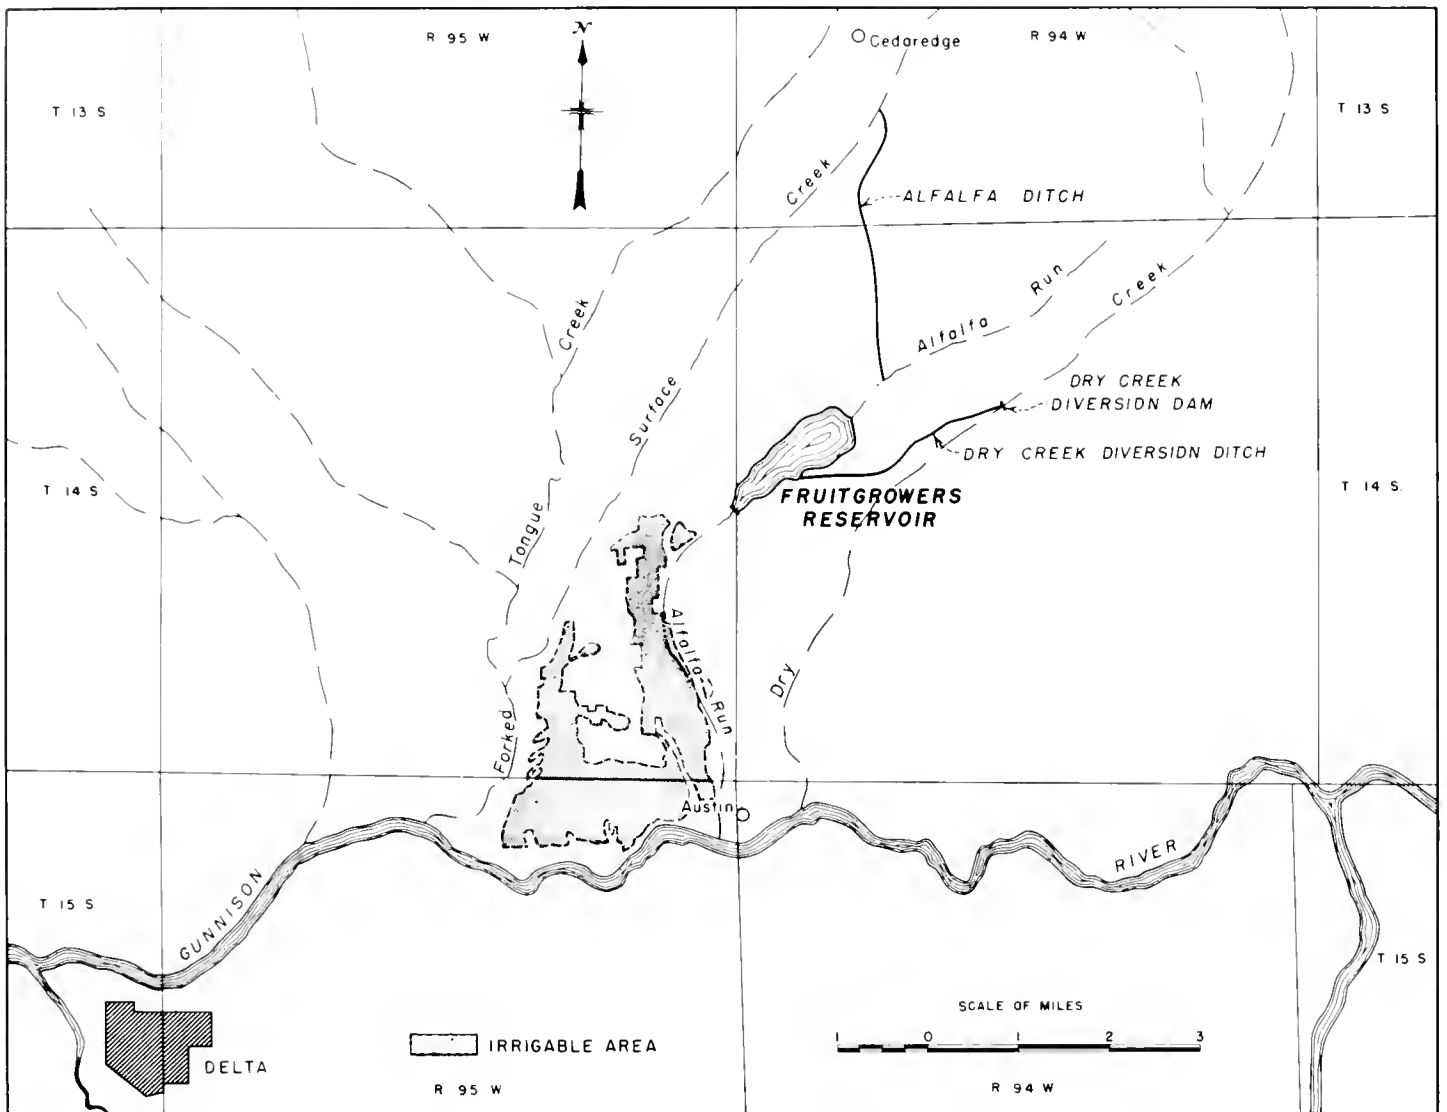 R 95 W
N
Cedaredge
R 94 W
T 13 S
T 13 S
Creek
ALFALFA DITCH
Alfalfa Run
Creek
Creek
Surface
DRY CREEK
DIVERSION DAM
DRY CREEK DIVERSION DITCH
T 14 S
T 14 S.
FRUITGROWERS
RESERVOIR
Tongue
Alfalfa Run
Dry
Forked
Austin
RIVER
GUNNISON
T 15 S
T 15 S
SCALE OF MILES
1 0 1 2 3
IRRIGABLE AREA
DELTA
R 95 W
R 94 W